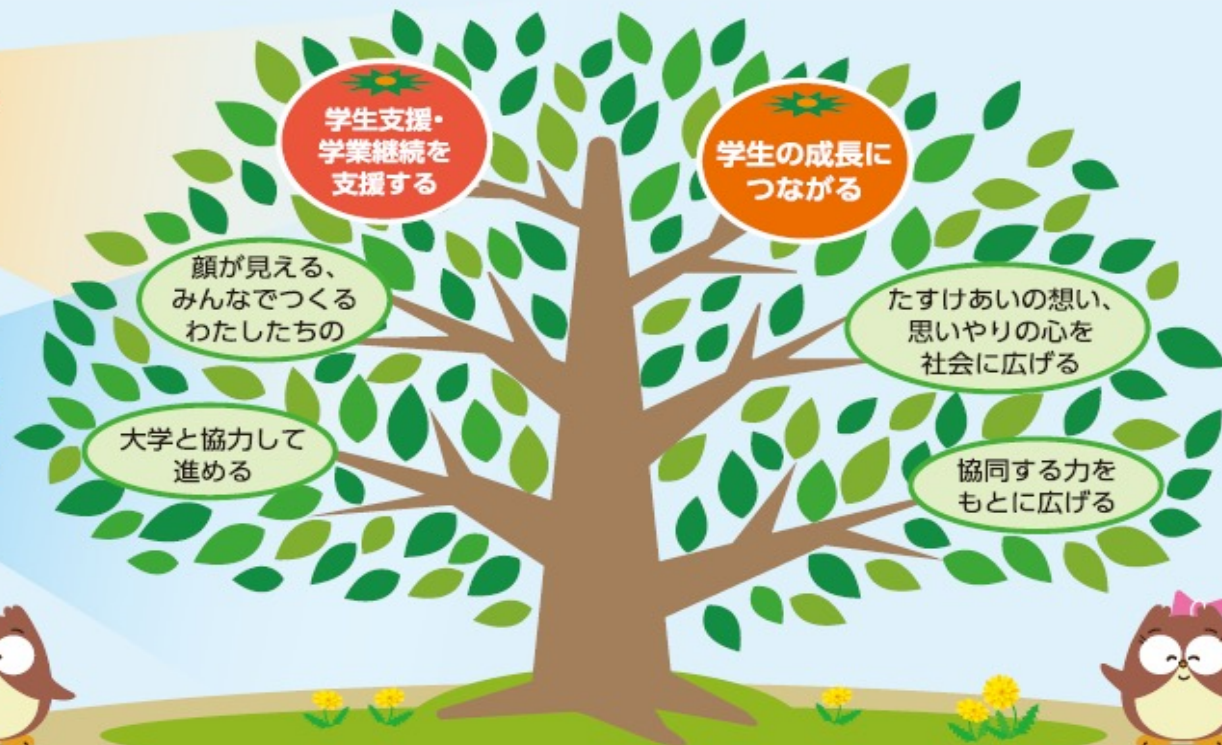 学生支援・
学業継続を
支援する
学生の成長に
つながる
顔が見える、
みんなでつくる
わたしたちの
たすけあいの想い、
思いやりの心を
社会に広げる
大学と協力して
進める
協同する力を
もとに広げる